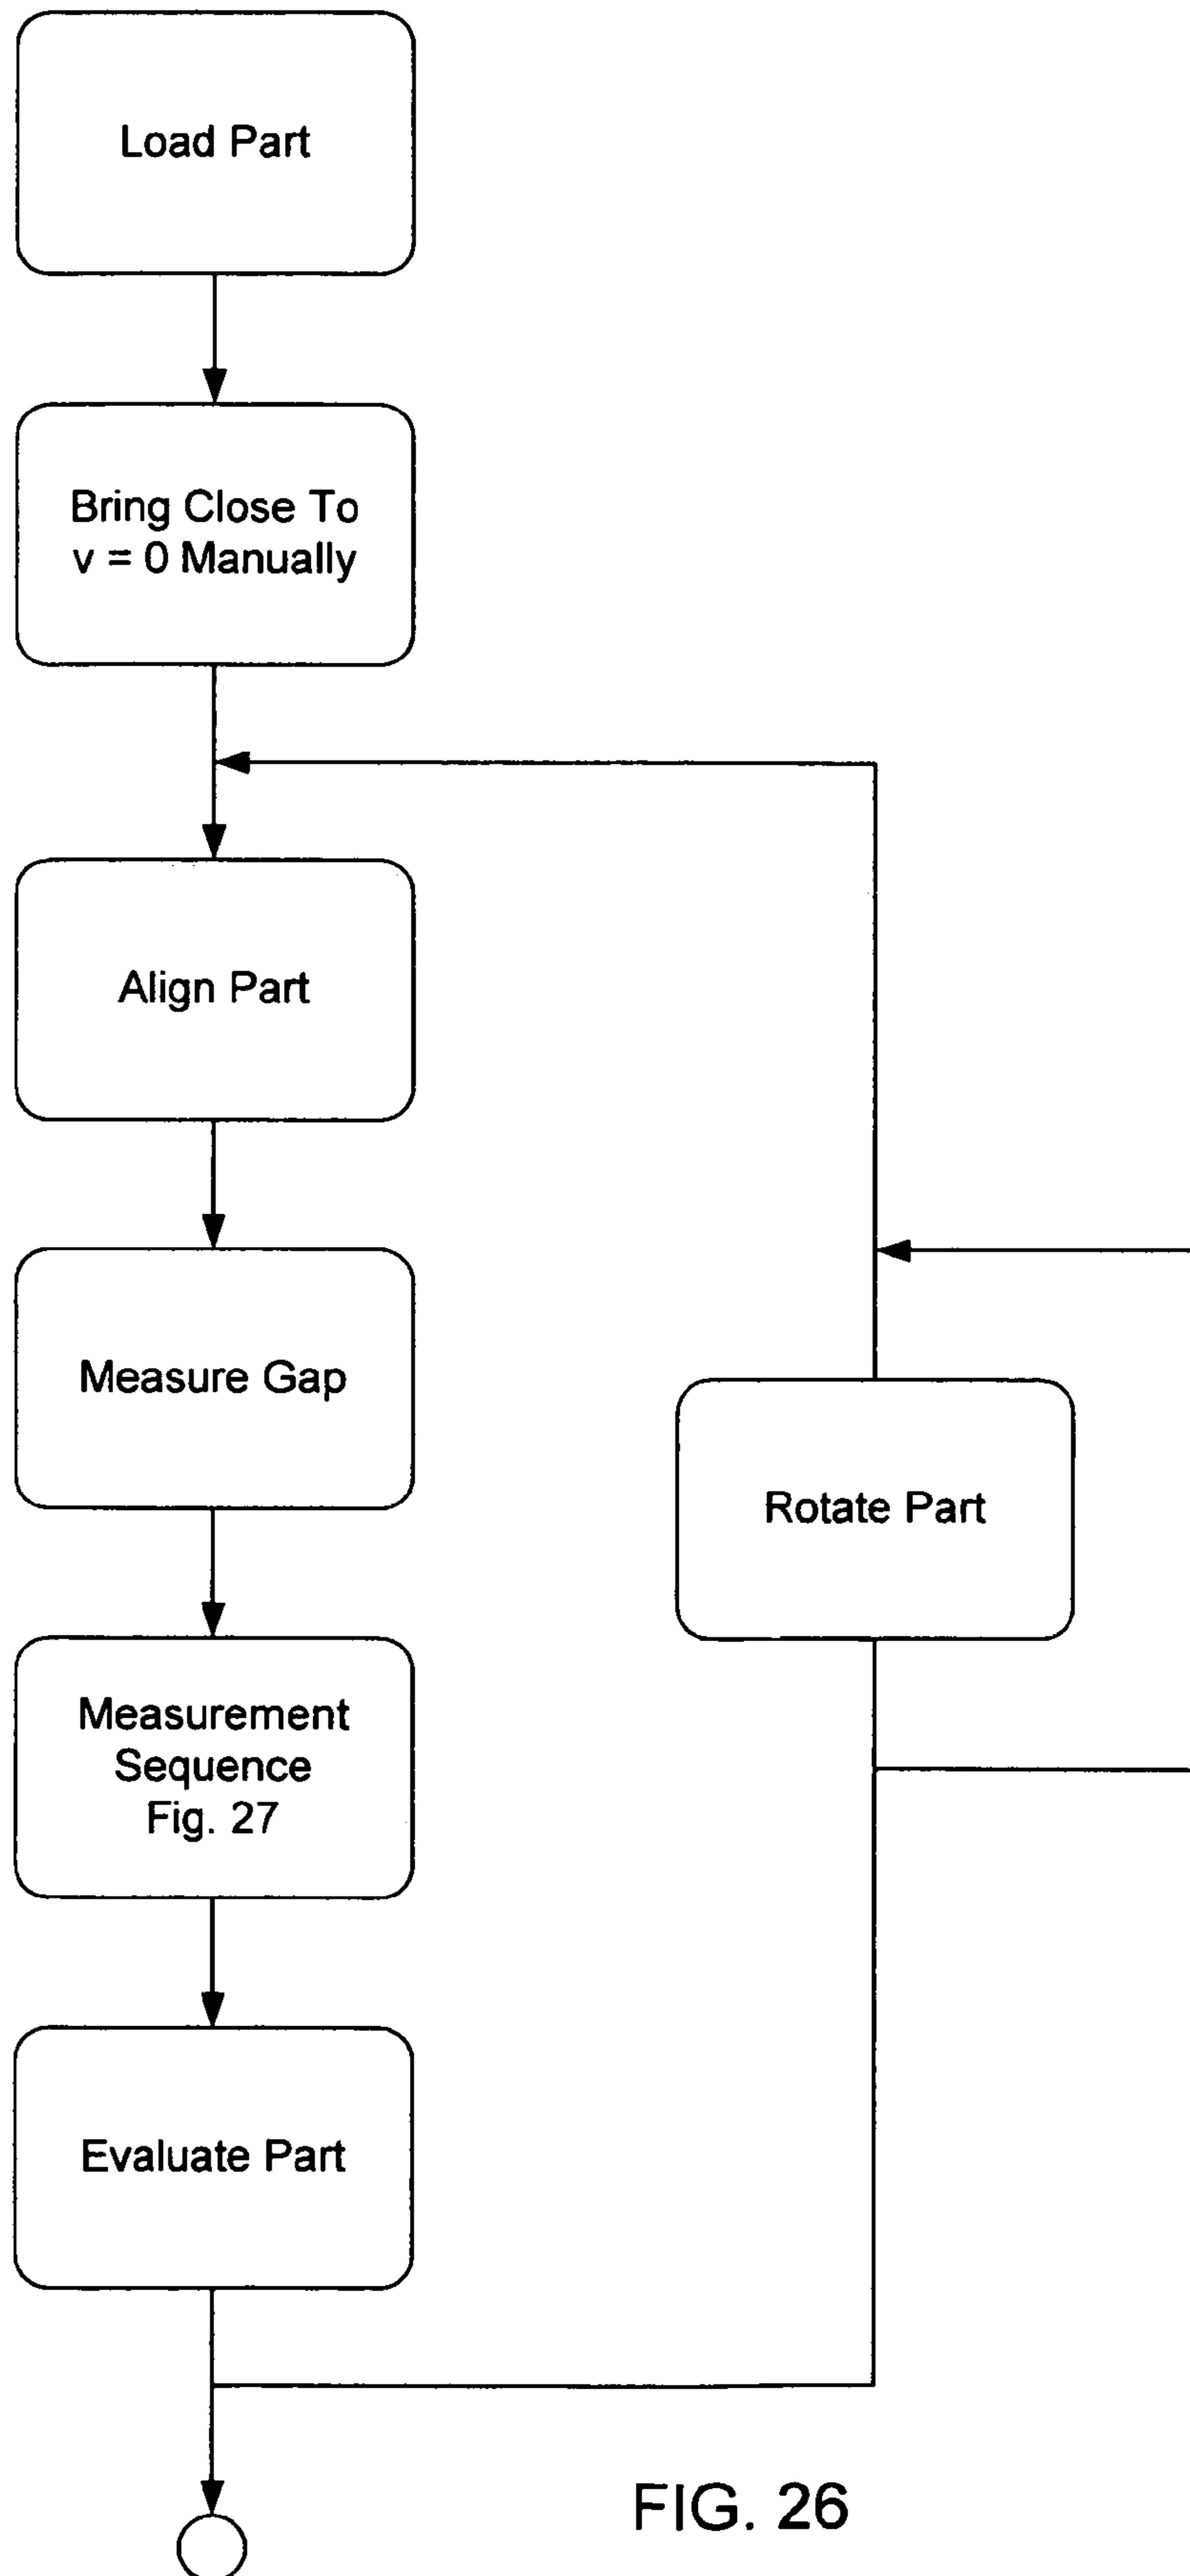 Load Part
Bring Close To
v = 0 Manually
Align Part
Measure Gap
Rotate Part
Measurement
Sequence
Fig. 27
Evaluate Part
FIG. 26